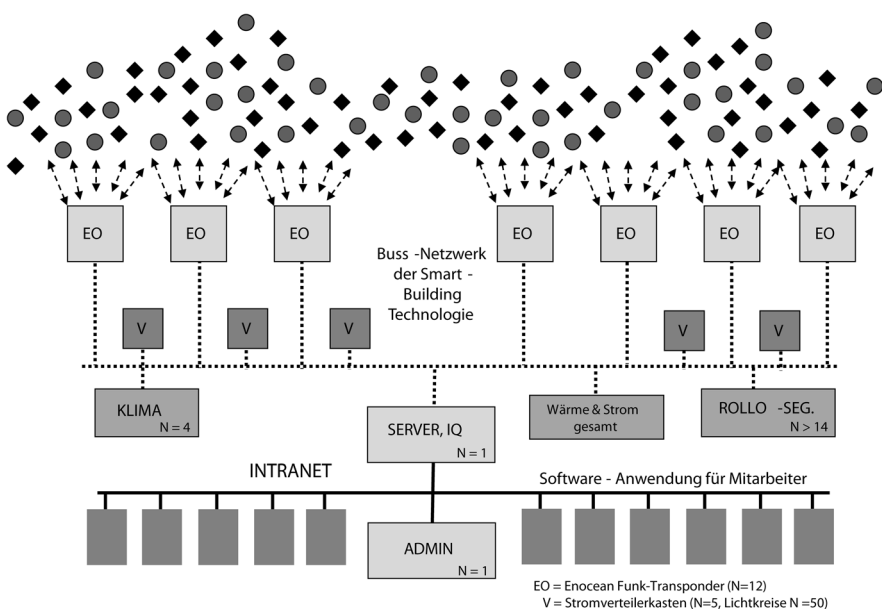 EO
EO
EO
EO
EO
EO
EO
Buss -Netzwerk
der Smart -
Building
Technologie
V
V
V
V
V
KLIMA
N = 4
SERVER, IQ
N = 1
Wärme & Strom
gesamt
ROLLO -SEG.
N > 14
INTRANET
Software - Anwendung für Mitarbeiter
ADMIN
N = 1
EO = Enocean Funk-Transponder (N=12)
V = Stromverteilerkasten (N=5, Lichtkreise N =50)